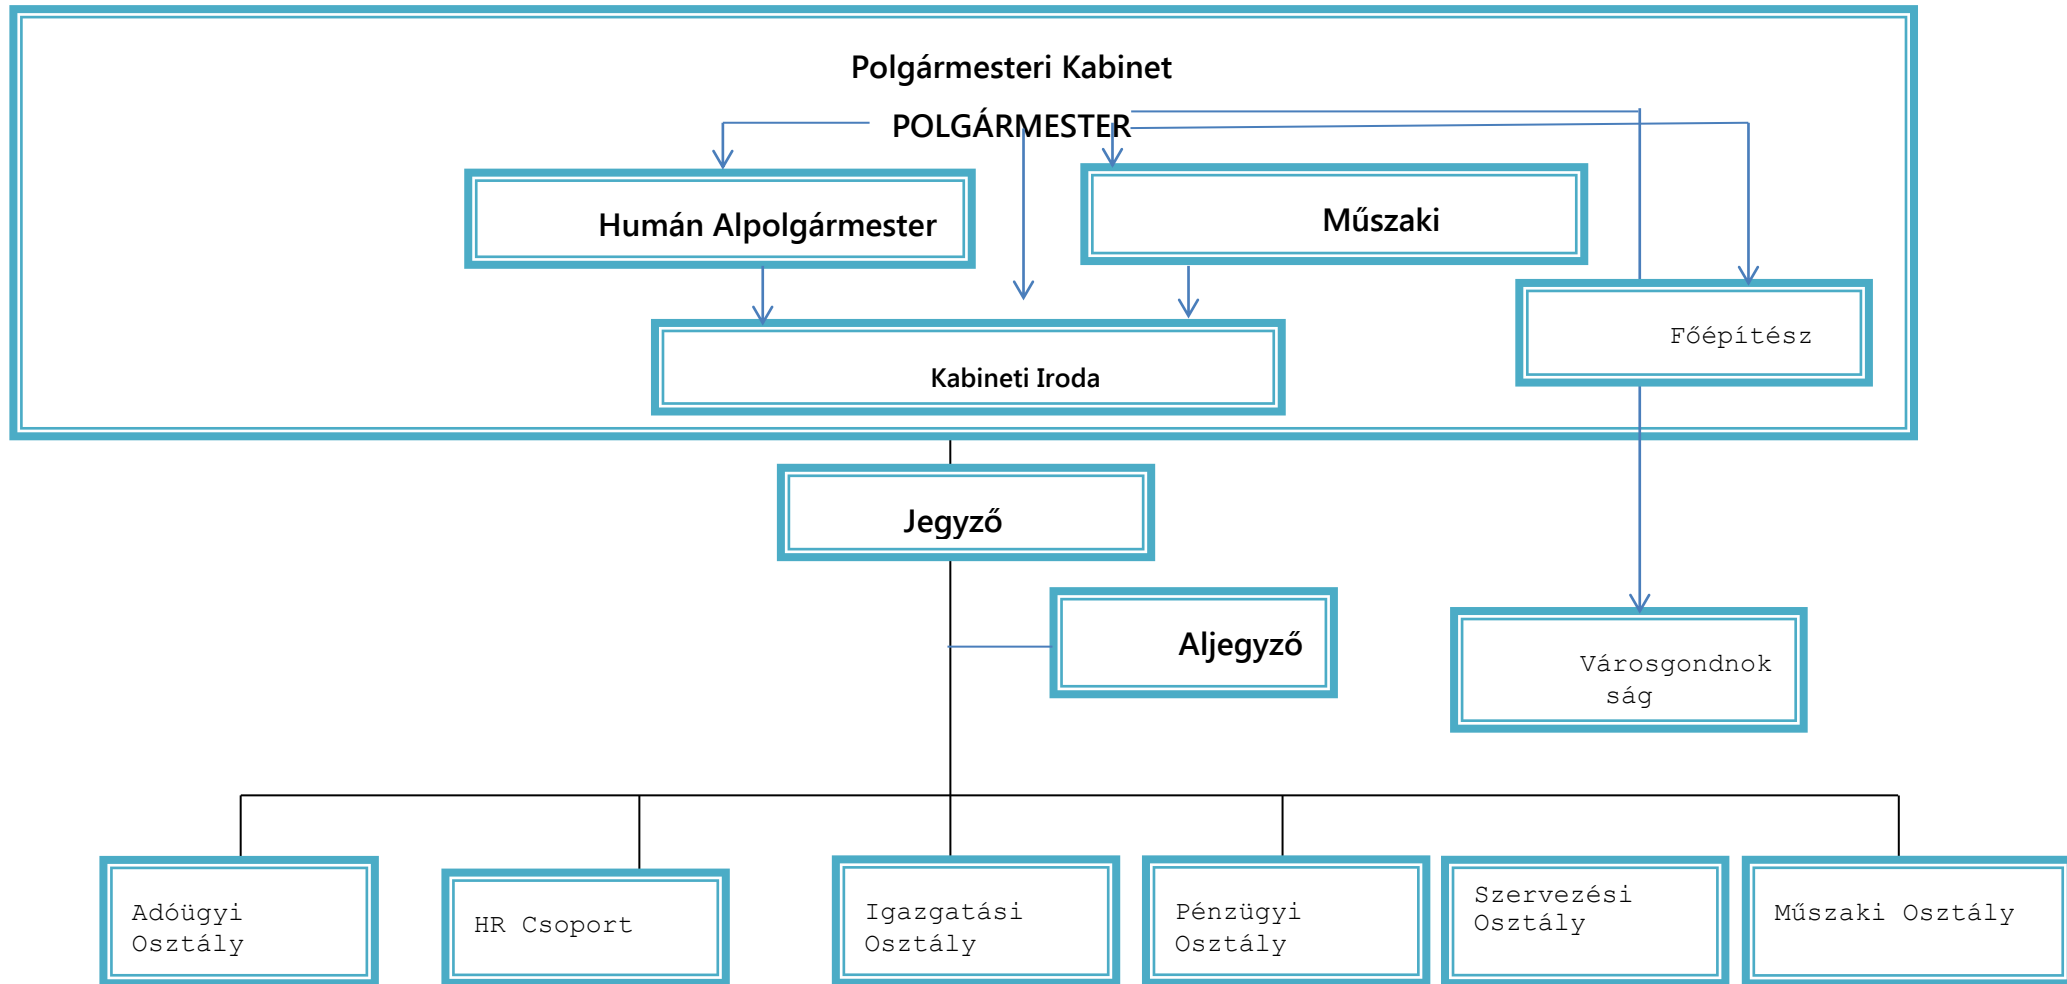 Polgármesteri Kabinet
POLGÁRMESTER
Humán Alpolgármester
Műszaki
Főépítész
Kabineti Iroda
Jegyző
Aljegyző
Városgondnok
ság
Adóügyi
Osztály
HR Csoport
Igazgatási
Osztály
Pénzügyi
Osztály
Szervezési
Osztály
Műszaki Osztály